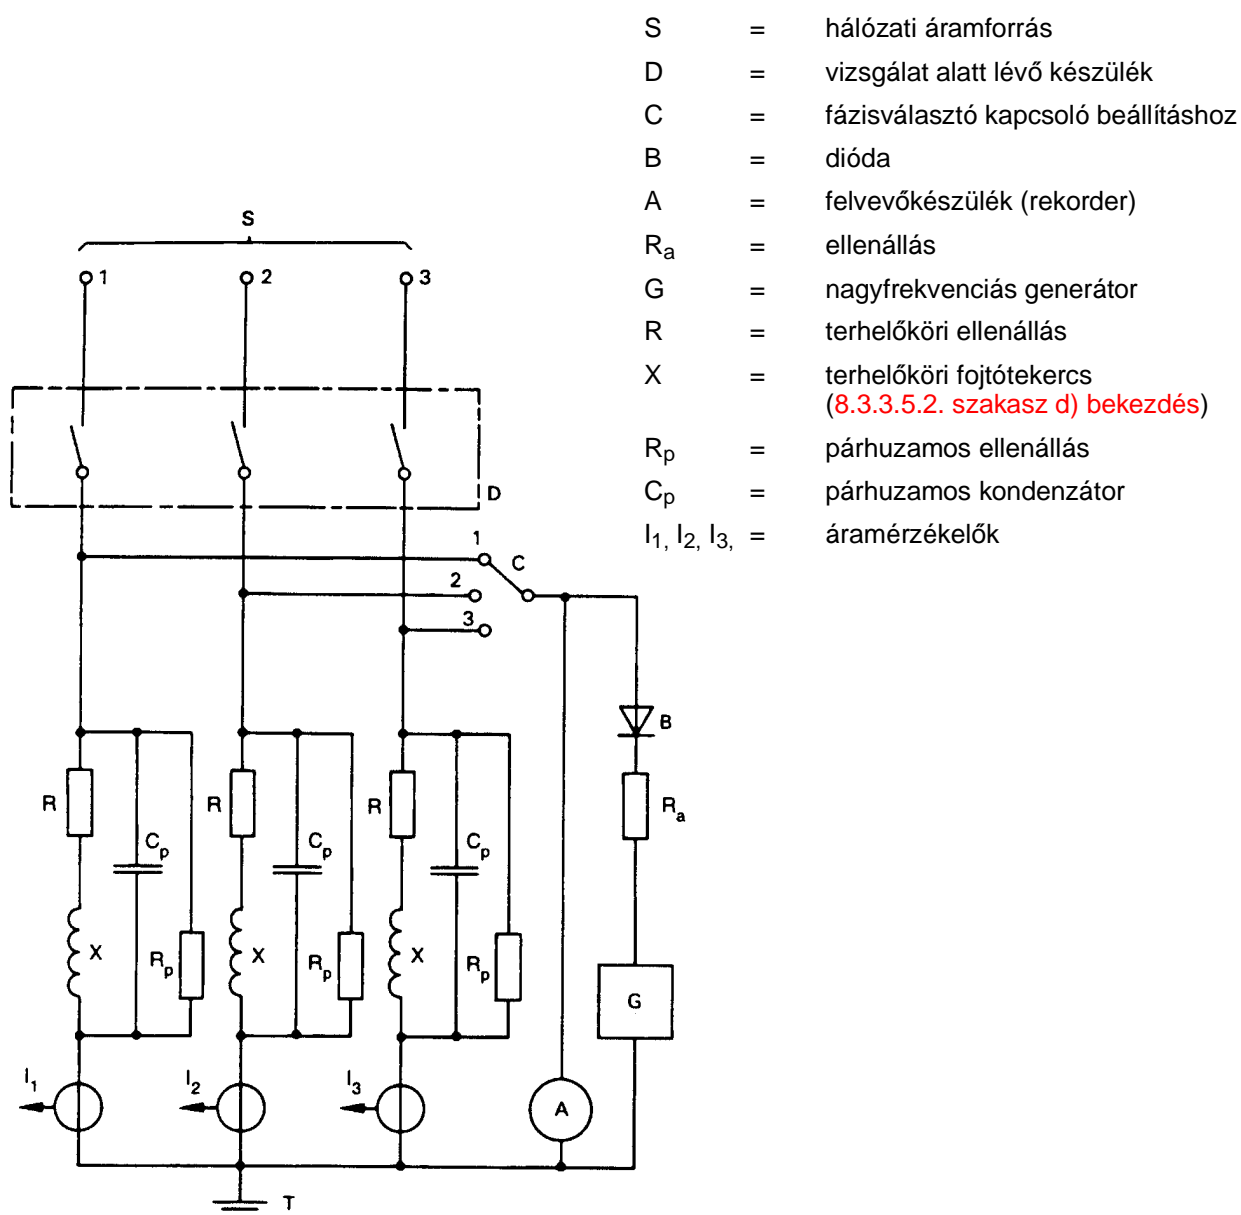 S = hálózati áramforrás
D = vizsgálat alatt lévő készülék
C = fázisválasztó kapcsoló beállításhoz
B = dióda
A = felvevőkészülék (rekorder)
Ra = ellenállás
G = nagyfrekvenciás generátor
R = terhelőköri ellenállás
X = terhelőköri fojtótekercs
(8.3.3.5.2. szakasz d) bekezdés)
Rp = párhuzamos ellenállás
Cp = párhuzamos kondenzátor
I1, I2, I3, = áramérzékelők
S
1 2 3
D
1
C
2
3
B
R R R Ra
Cp Cp Cp
X X X
Rp Rp Rp
G
I1 I2 I3
A
T